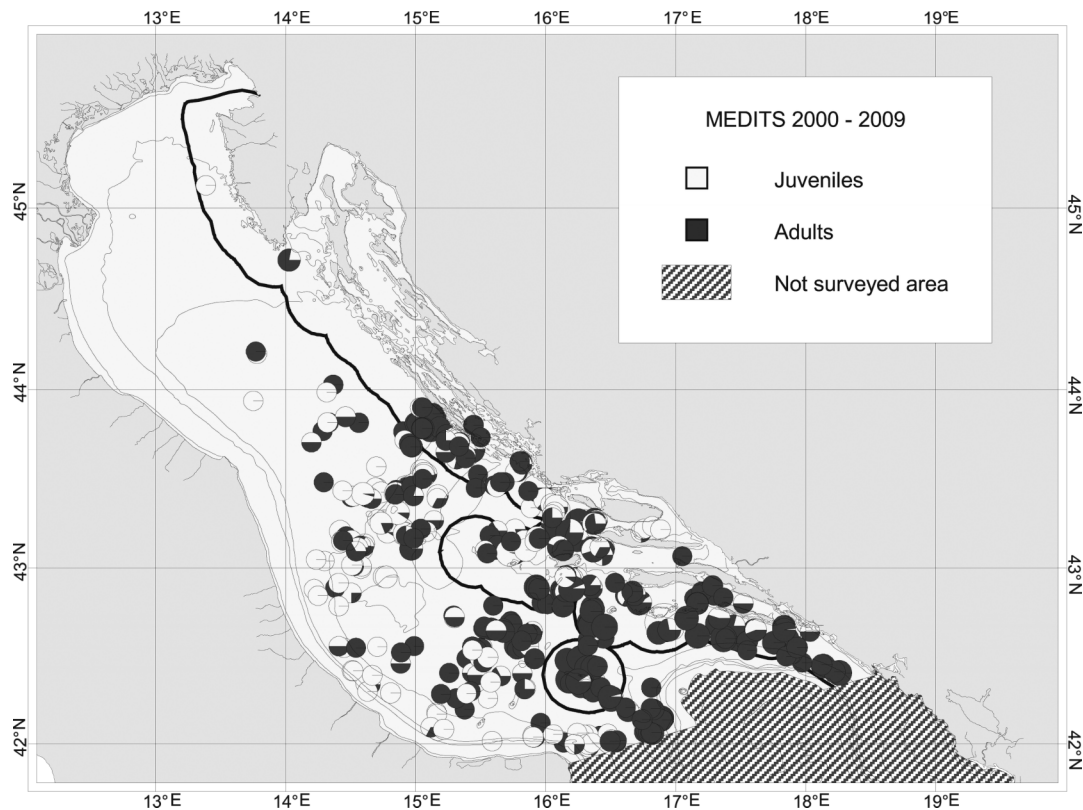 13°E 14°E 15°E 16°E 17°E 18°E 19°E
MEDITS 2000 - 2009
Juveniles
Adults
Not surveyed area
45°N 45°N
44°N 44°N
43°N 43°N
42°N 42°N
13°E 14°E 15°E 16°E 17°E 18°E 19°E